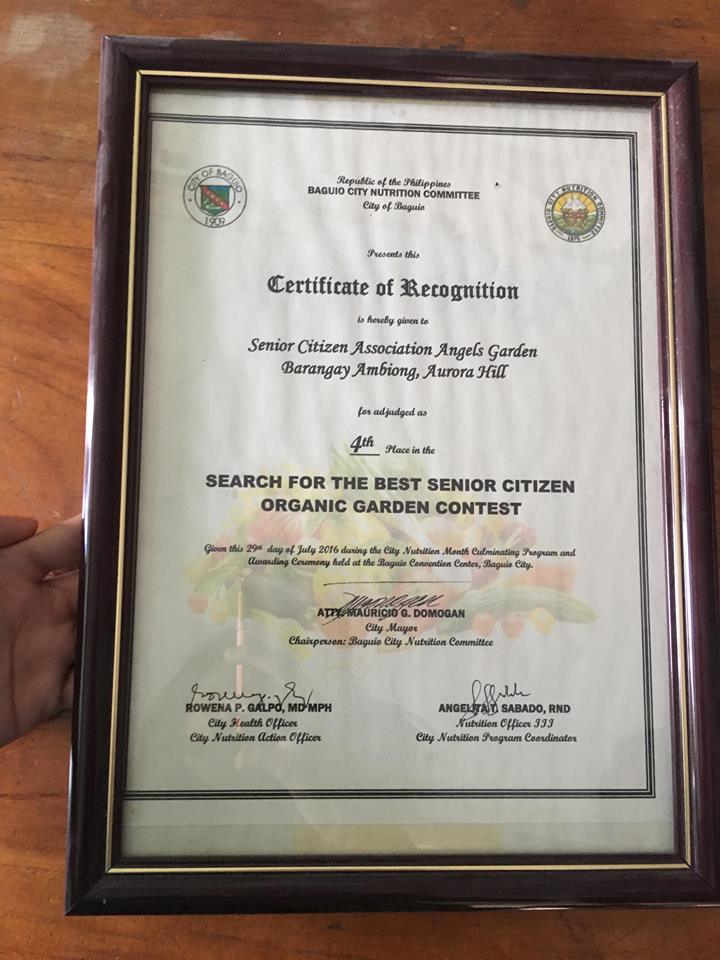 CITY OF BAGUIO
1909
Republic of the Philippines
BAGUIO CITY NUTRITION COMMITTEE
City of Baguio
BAGUIO CITY NUTRITION COMMITTEE
Presents this
Certificate of Recognition
is hereby given to
Senior Citizen Association Angels Garden
Barangay Ambiong, Aurora Hill
for adjudged as
4th Place in the
SEARCH FOR THE BEST SENIOR CITIZEN
ORGANIC GARDEN CONTEST
Given this 29th day of July 2016 during the City Nutrition Month Culminating Program and
Awarding Ceremony held at the Baguio Convention Center, Baguio City.
ATTY. MAURICIO G. DOMOGAN
City Mayor
Chairperson: Baguio City Nutrition Committee
ROWENA P. GALPO, MD/MPH
City Health Officer
City Nutrition Action Officer
ANGELITA T. SABADO, RND
Nutrition Officer III
City Nutrition Program Coordinator